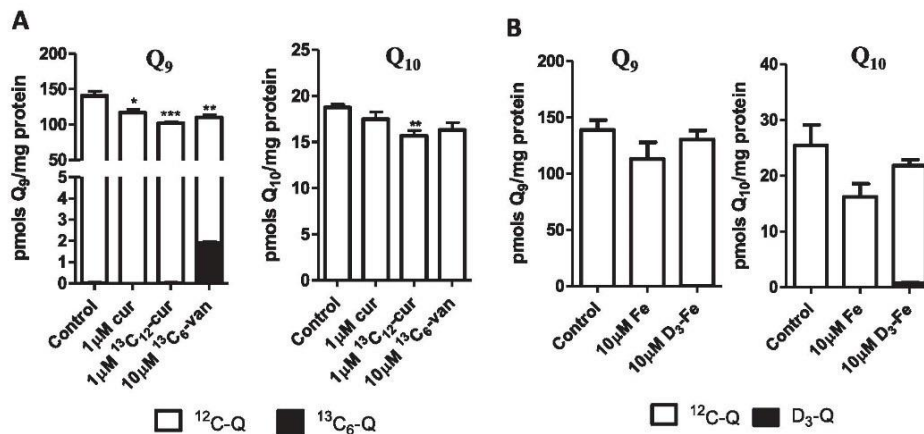 A
Q₉
pmols Q₉/mg protein
200
150
100
50
5
4
3
2
1
0
*
***
**
Control
1μM cur
1μM ¹³C₁₂-cur
10μM ¹³C₆-van
Q₁₀
pmols Q₁₀/mg protein
25
20
15
10
5
0
**
Control
1μM cur
1μM ¹³C₁₂-cur
10μM ¹³C₆-van
¹²C-Q ¹³C₆-Q
B
Q₉
pmols Q₉/mg protein
200
150
100
50
0
Control
10μM Fe
10μM D₃-Fe
Q₁₀
pmols Q₁₀/mg protein
40
30
20
10
0
Control
10μM Fe
10μM D₃-Fe
¹²C-Q D₃-Q